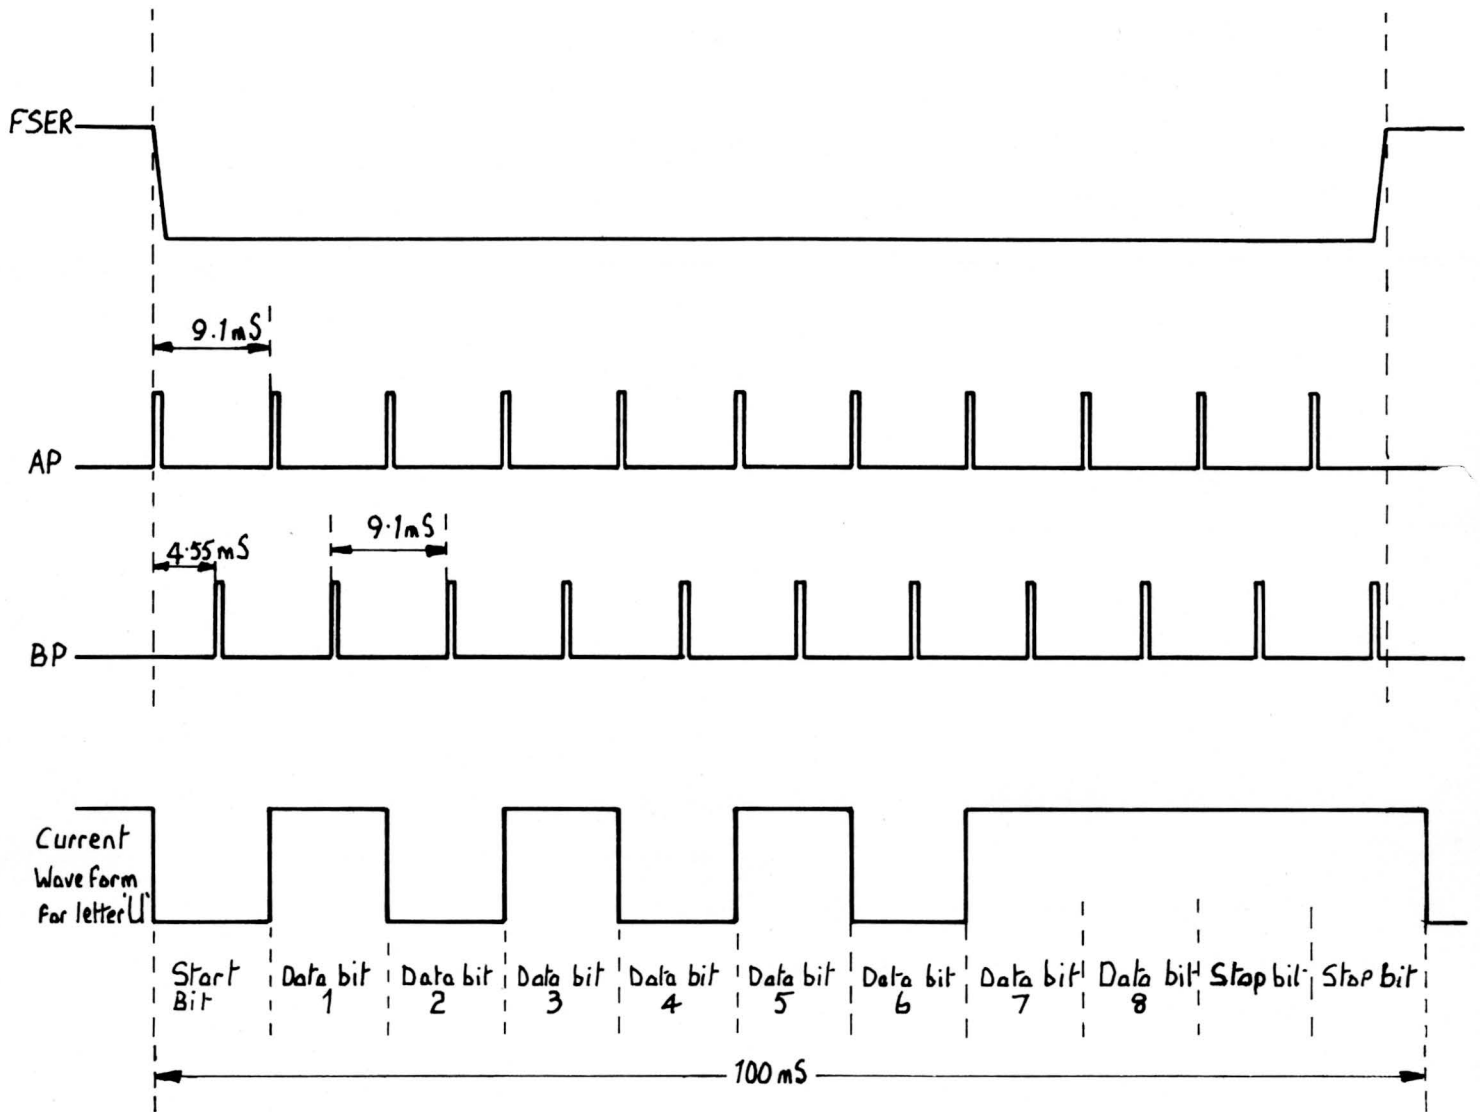 FSER
9.1mS
AP
9.1mS
4.55mS
BP
Current
Wave form
For letter 'U'
Start
Bit
Data bit
1
Data bit
2
Data bit
3
Data bit
4
Data bit
5
Data bit
6
Data bit
7
Data bit
8
Stop bit
Stop bit
100mS